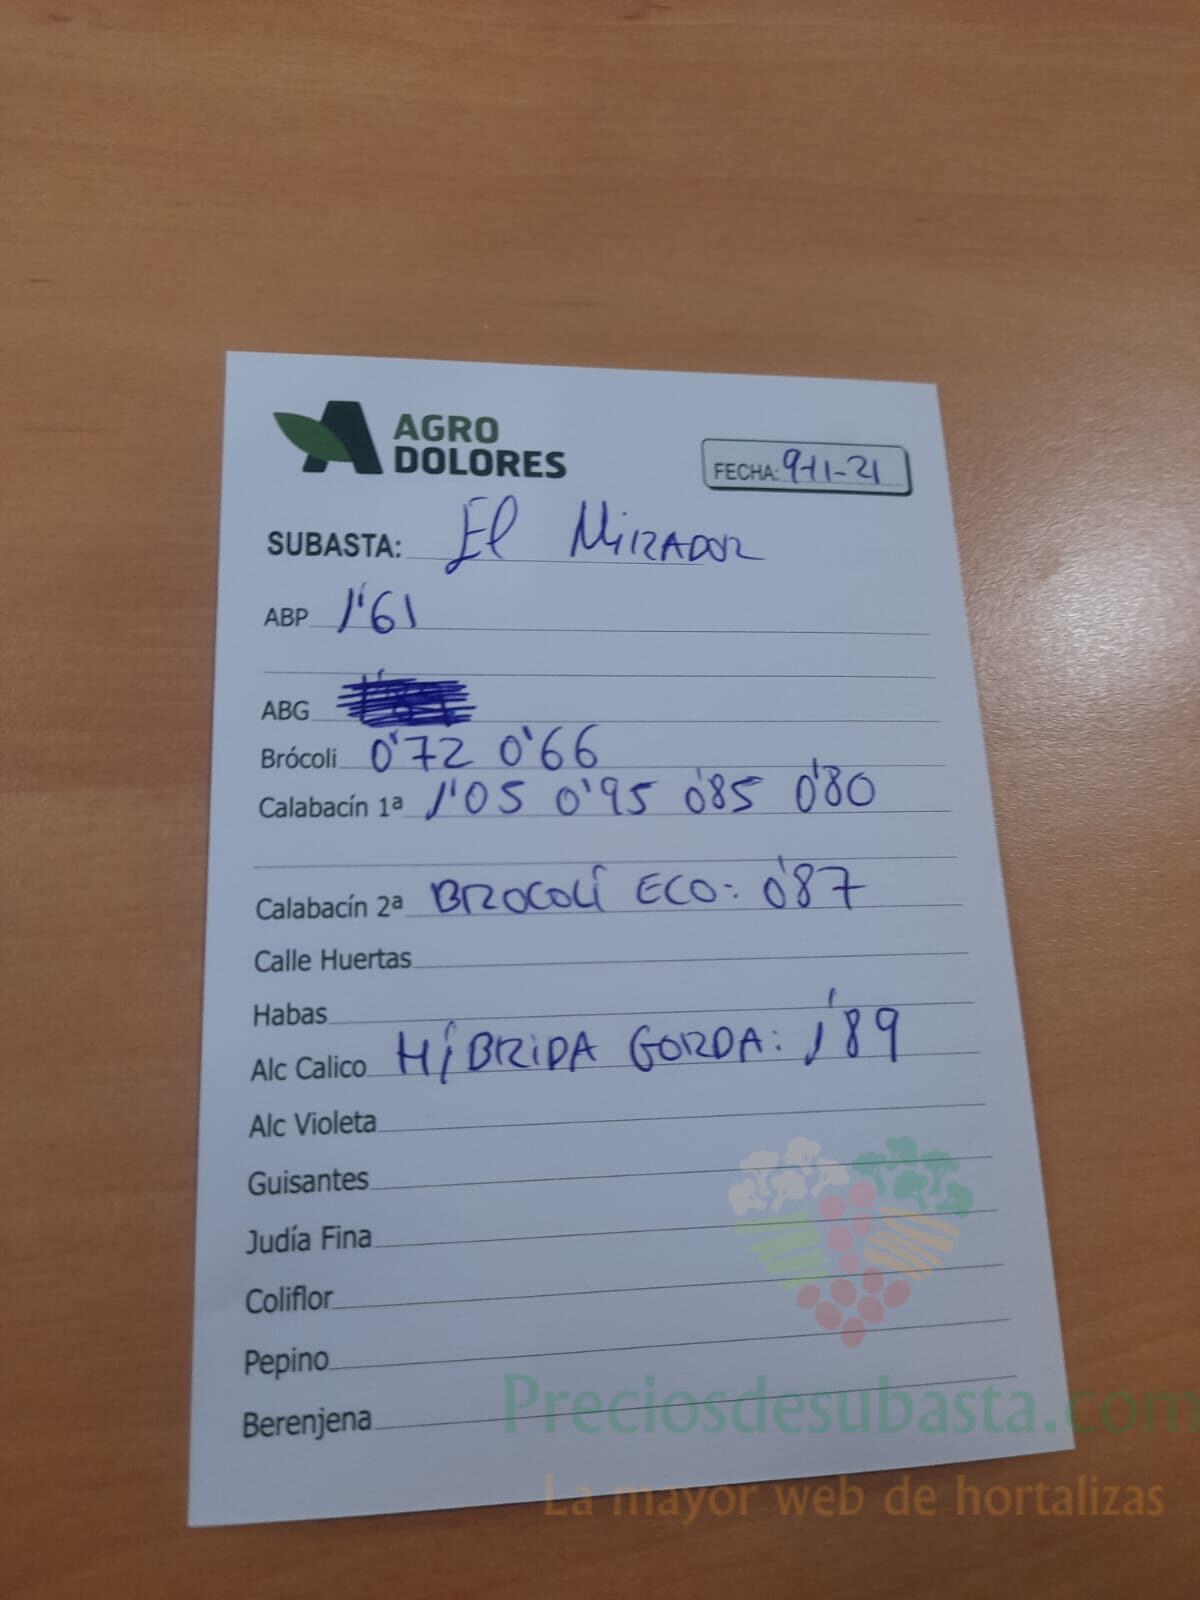 AGRO
DOLORES
FECHA: 9-11-21
SUBASTA: El MIRADOR
ABP 1'61
ABG
Brócoli 0'72 0'66
Calabacín 1ª 1'05 0'95 0'85 0'80
Calabacín 2ª BROCOLÍ ECO: 0'87
Calle Huertas
Habas
Alc Calico HÍBRIDA GORDA: 1'89
Alc Violeta
Guisantes
Judía Fina
Coliflor
Pepino
Berenjena
Preciosdesubasta.com
La mayor web de hortalizas